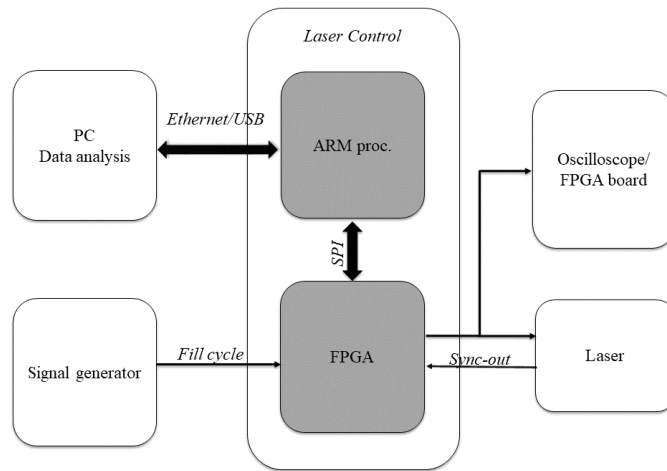 Laser Control
Ethernet/USB
PC
Data analysis
ARM proc.
Oscilloscope/
FPGA board
SPI
Signal generator
Fill cycle
FPGA
Sync-out
Laser